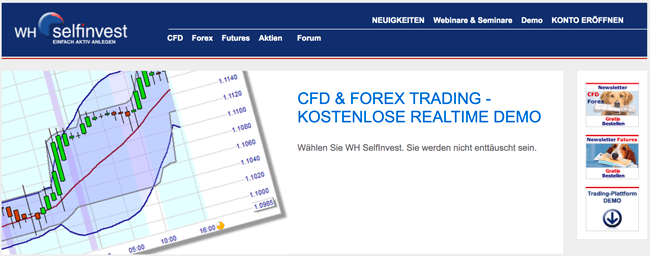 WH selfinvest
EINFACH AKTIV ANLEGEN
NEUIGKEITEN Webinare & Seminare Demo KONTO ERÖFFNEN
CFD Forex Futures Aktien Forum
1.1140
1.1120
1.1100
1.1080
1.1060
1.1040
1.1020
1.1000
1.0985
05:00 10:00 16:00
CFD & FOREX TRADING -
KOSTENLOSE REALTIME DEMO
Wählen Sie WH SelfInvest. Sie werden nicht enttäuscht sein.
Newsletter
CFD
Forex
Gratis
Bestellen
Newsletter Futures
Gratis
Bestellen
Trading-Plattform
DEMO